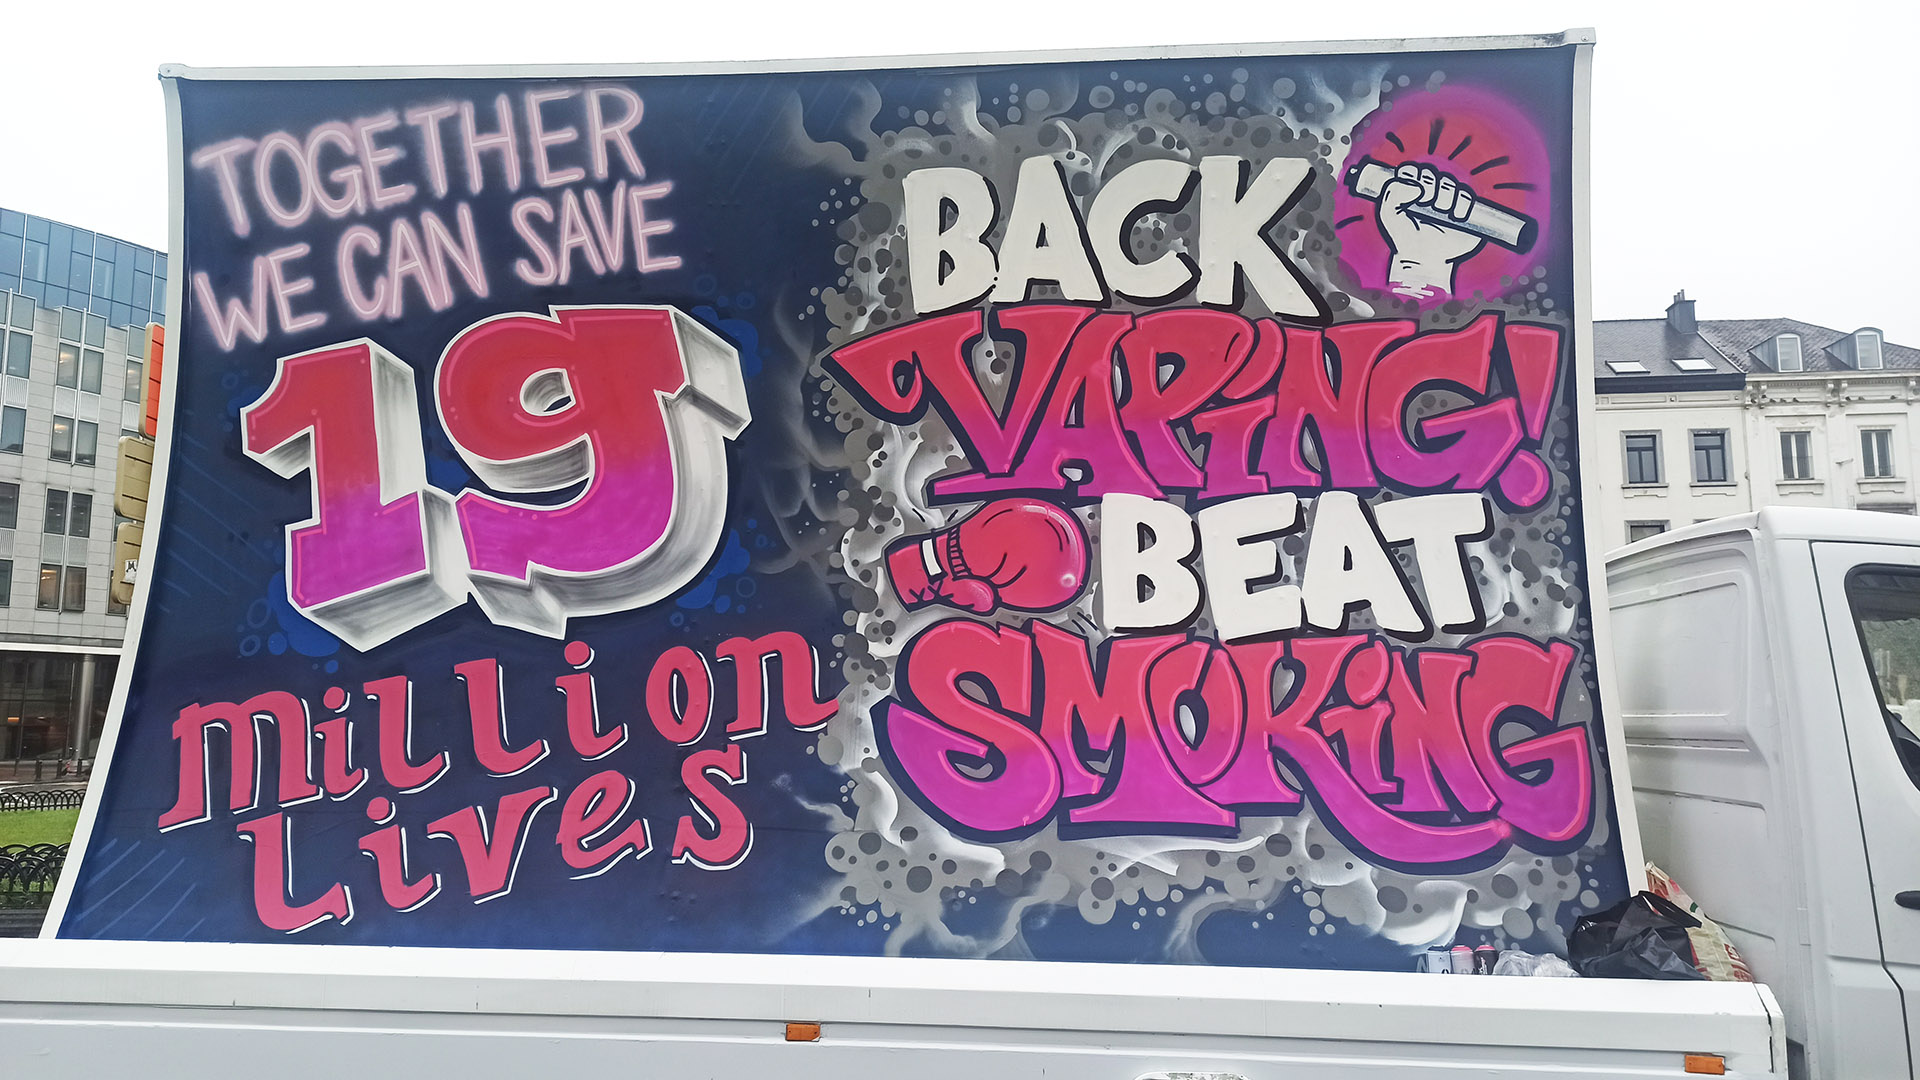 TOGETHER
WE CAN SAVE
19
million
Lives
BACK
VAPiNG!
BEAT
SMOKiNG